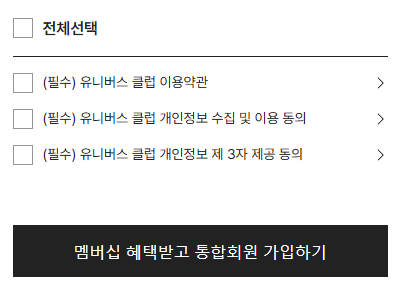 전체선택
(필수) 유니버스 클럽 이용약관
(필수) 유니버스 클럽 개인정보 수집 및 이용 동의
(필수) 유니버스 클럽 개인정보 제 3자 제공 동의
멤버십 혜택받고 통합회원 가입하기